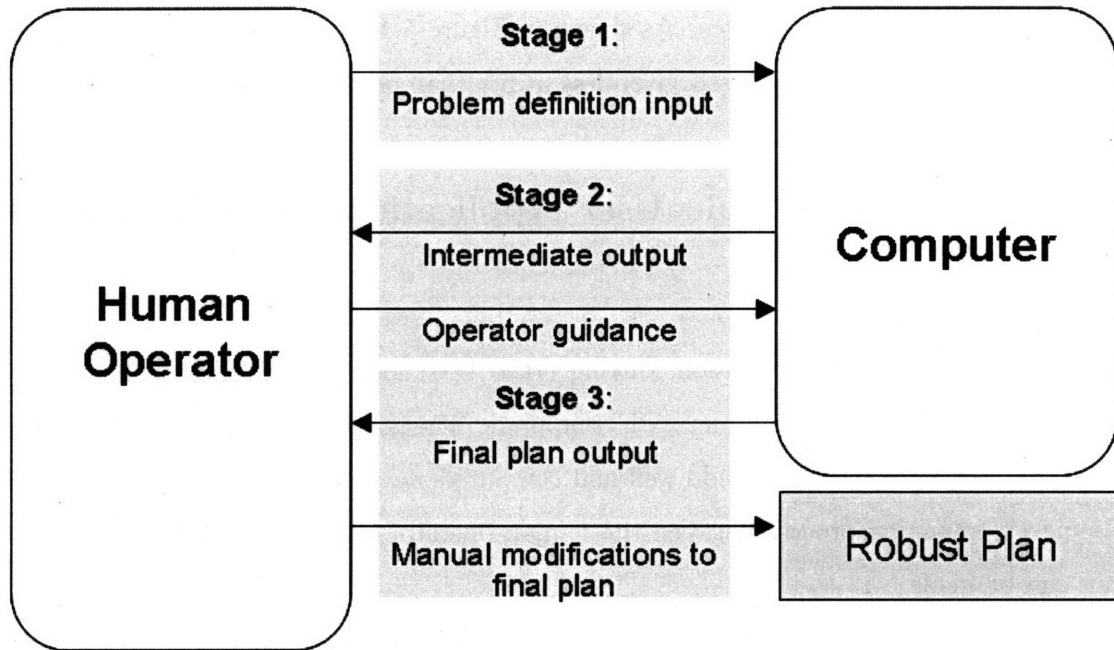 Stage 1:
Problem definition input
Stage 2:
Intermediate output
Operator guidance
Stage 3:
Final plan output
Manual modifications to
final plan
Human
Operator
Computer
Robust Plan